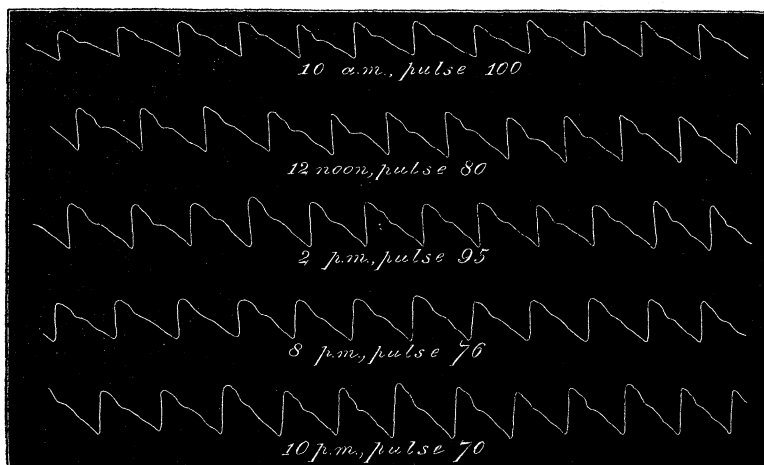 10 a.m., pulse 100
12 noon, pulse 80
2 p.m., pulse 95
8 p.m., pulse 76
10 p.m., pulse 70